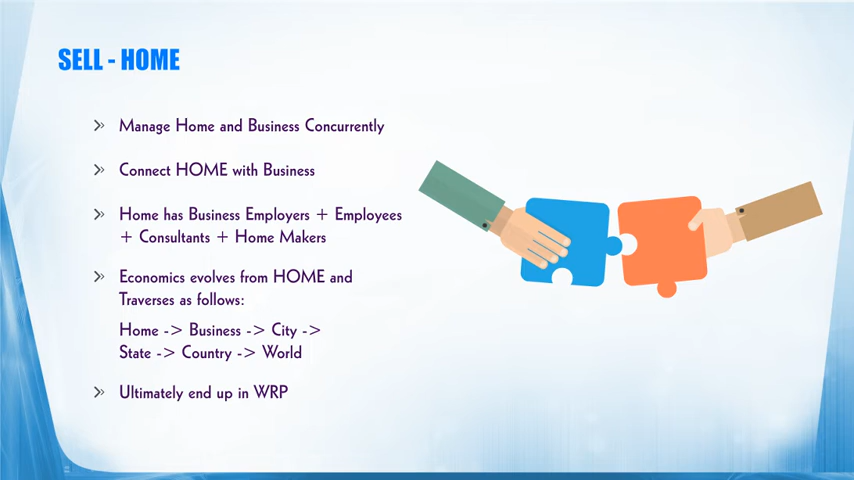 SELL - HOME
Manage Home and Business Concurrently
Connect HOME with Business
Home has Business Employers + Employees
+ Consultants + Home Makers
Economics evolves from HOME and
Traverses as follows:
Home -> Business -> City ->
State -> Country -> World
Ultimately end up in WRP